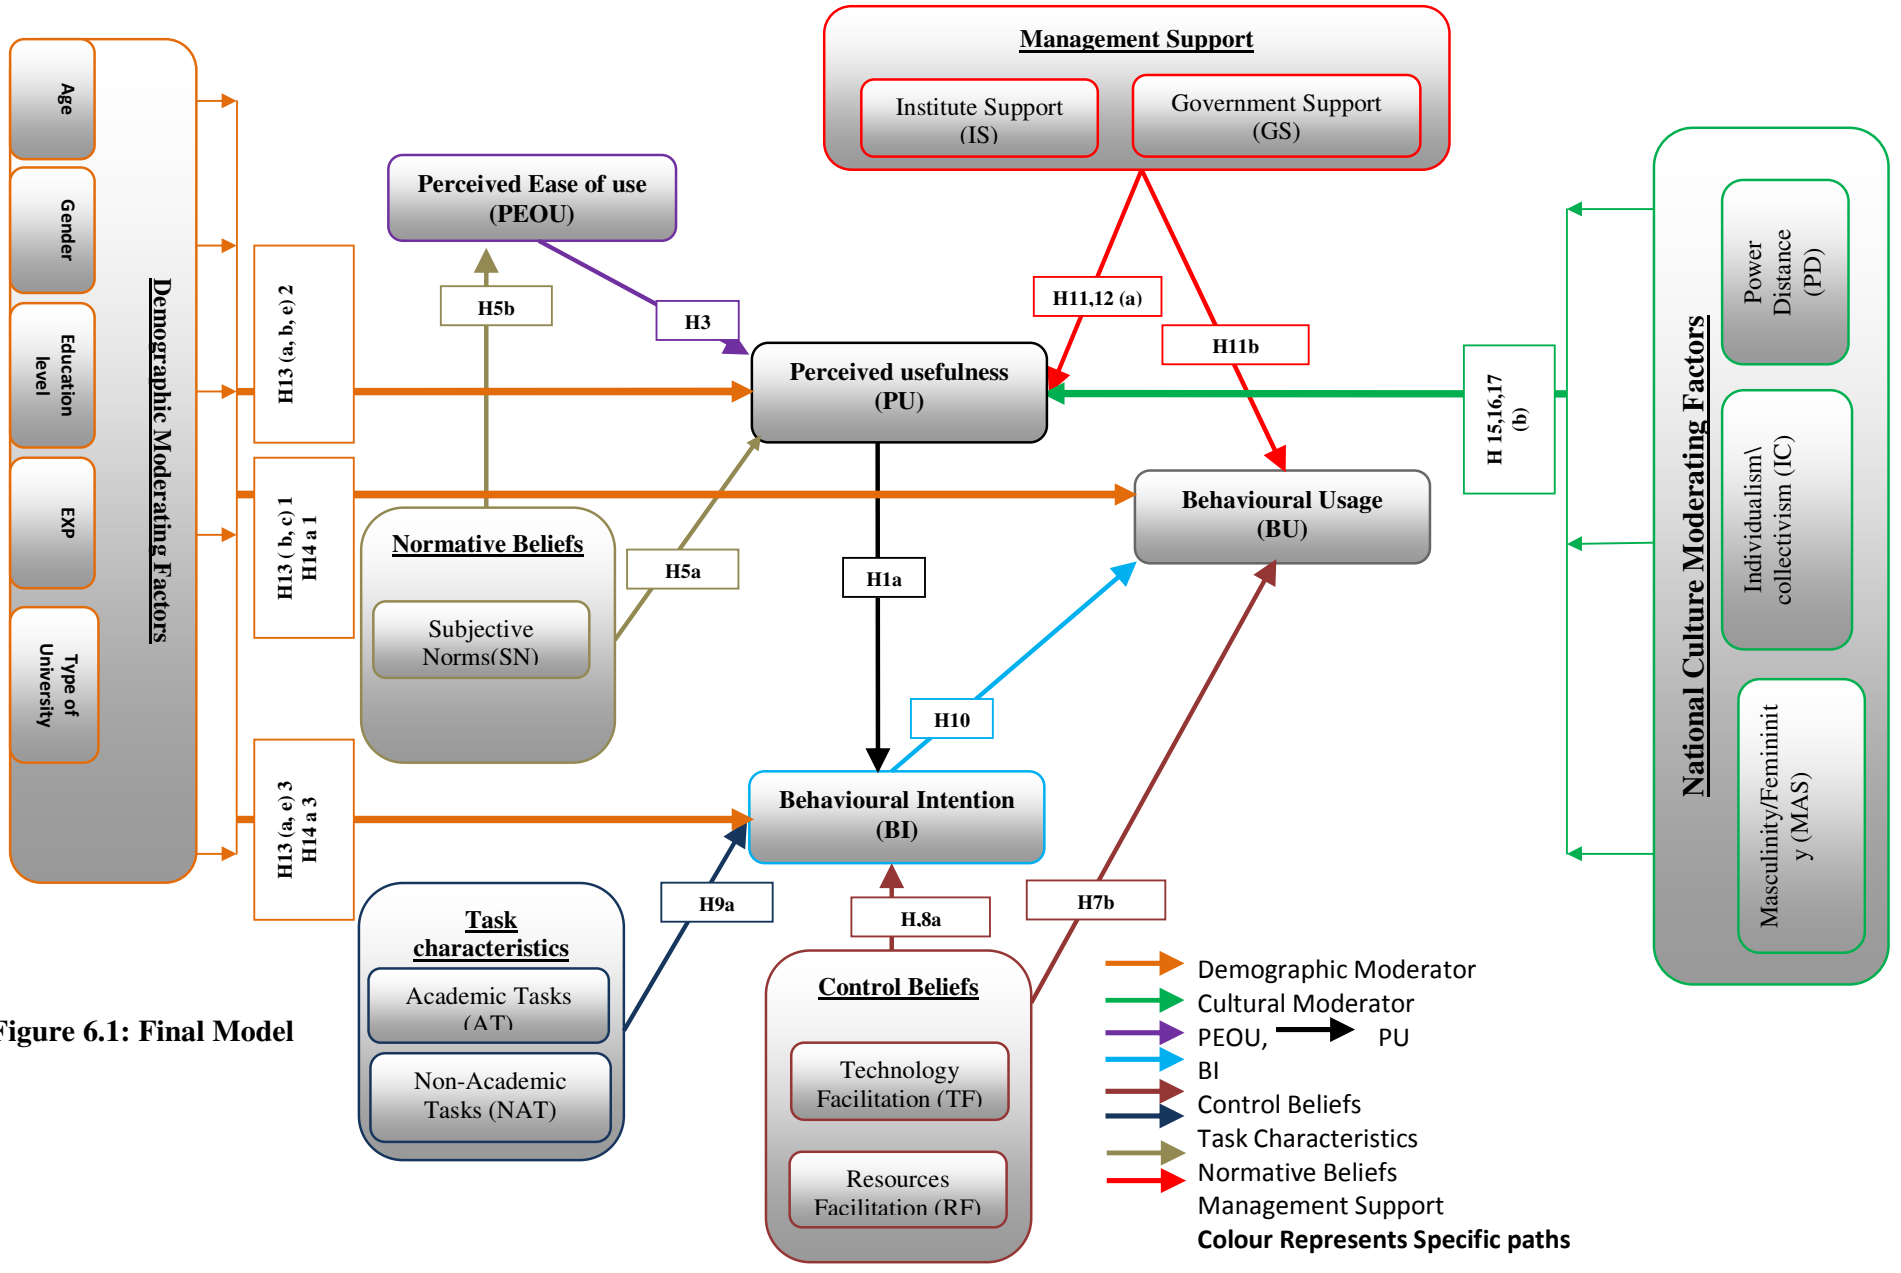 Management Support
Institute Support
(IS)
Government Support
(GS)
Age
Gender
Education
level
EXP
Type of
University
Demographic Moderating Factors
Perceived Ease of use
(PEOU)
H13 (a, b, e) 2
H13 ( b, c) 1
H14 a 1
H13 (a, e) 3
H14 a 3
H5b
H3
H11,12 (a)
H11b
Perceived usefulness
(PU)
H 15,16,17
(b)
Power
Distance
(PD)
Individualism\
collectivism (IC)
Masculinity/Femininit
y (MAS)
National Culture Moderating Factors
Behavioural Usage
(BU)
Normative Beliefs
Subjective
Norms(SN)
H5a
H1a
H10
Behavioural Intention
(BI)
H9a
H,8a
H7b
Task
characteristics
Academic Tasks
(AT)
Non-Academic
Tasks (NAT)
Control Beliefs
Technology
Facilitation (TF)
Resources
Facilitation (RF)
Figure 6.1: Final Model
Demographic Moderator
Cultural Moderator
PEOU, PU
BI
Control Beliefs
Task Characteristics
Normative Beliefs
Management Support
Colour Represents Specific paths